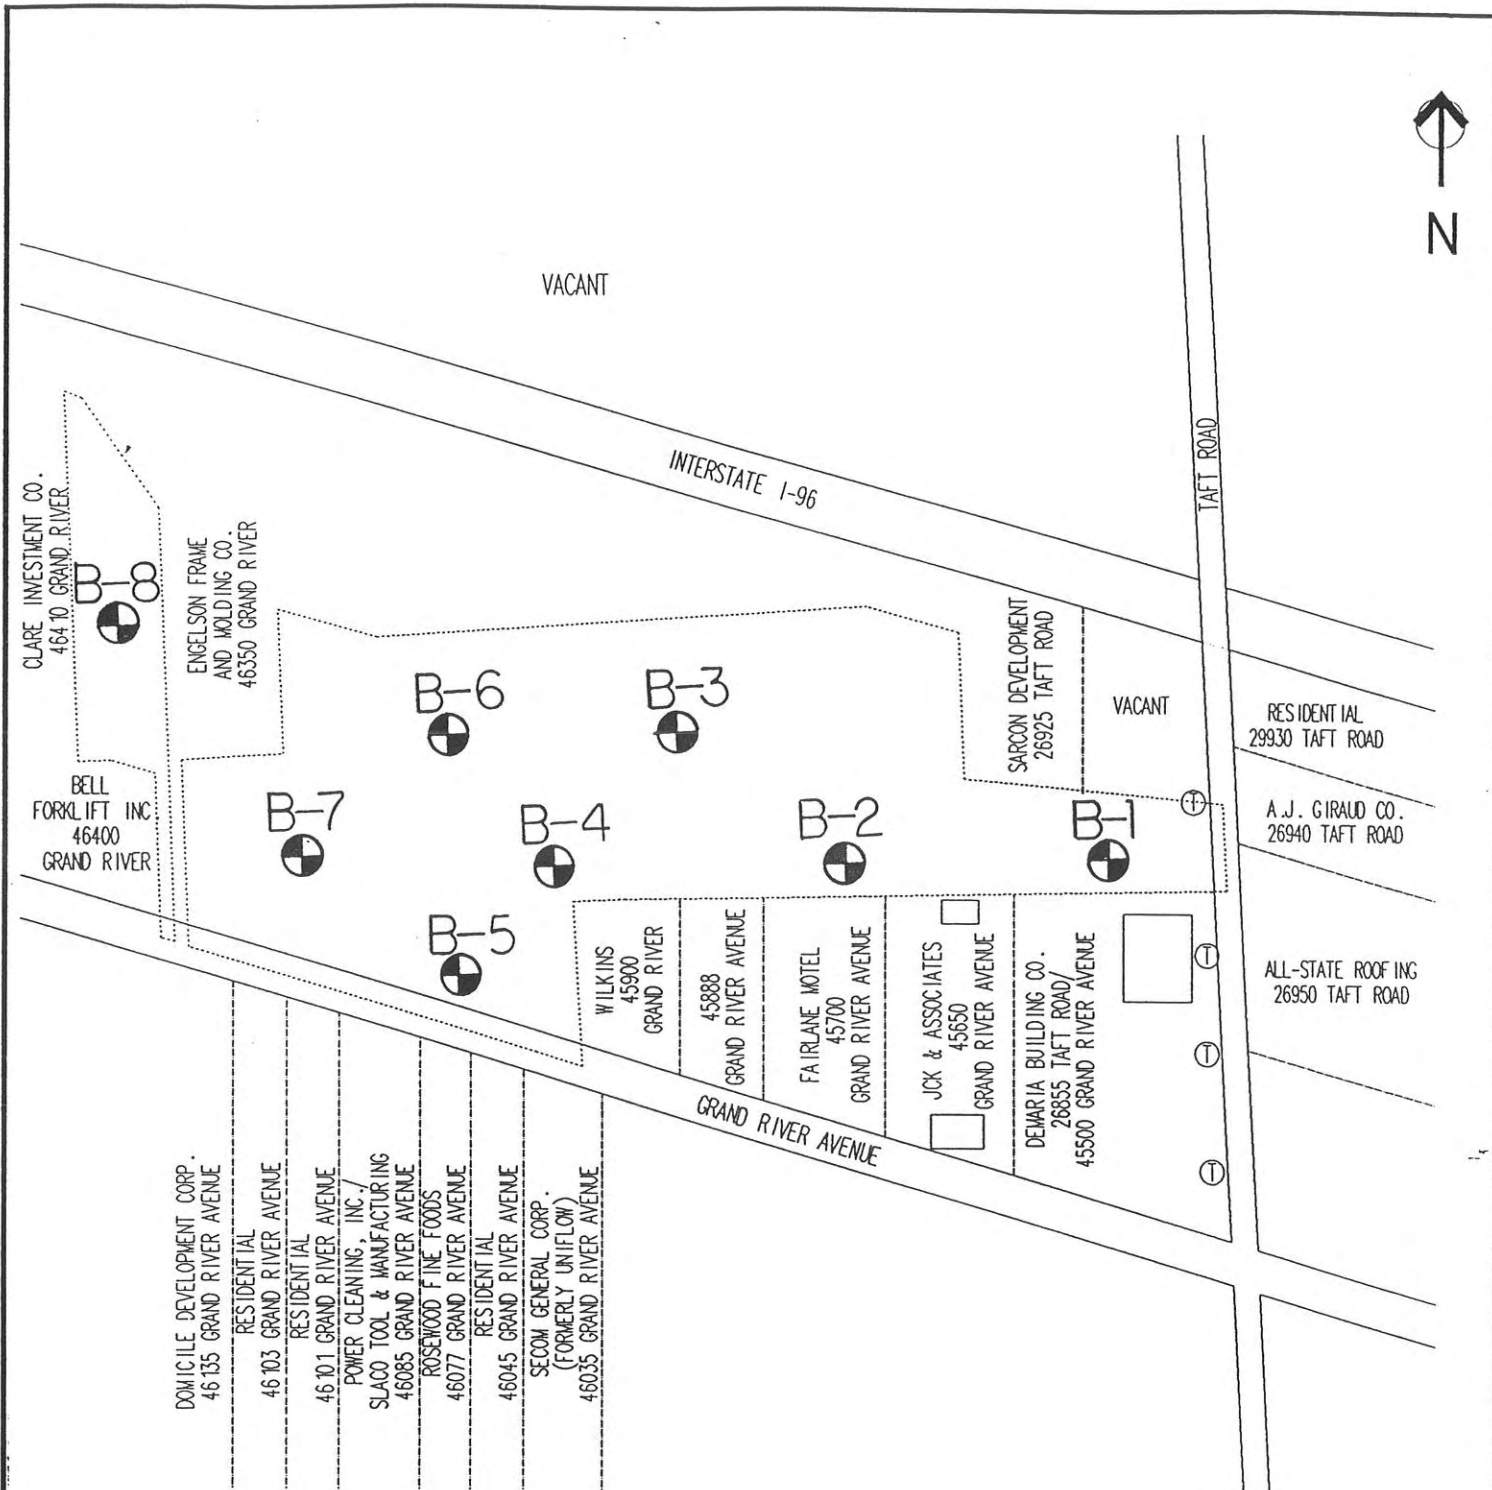 N
VACANT
INTERSTATE I-96
TAFT ROAD
CLARE INVESTMENT CO.
46410 GRAND RIVER
B-8
ENGELSON FRAME
AND MOLDING CO.
46350 GRAND RIVER
B-6
B-3
SARCON DEVELOPMENT
26925 TAFT ROAD
VACANT
RESIDENTIAL
29930 TAFT ROAD
BELL
FORKLIFT INC
46400
GRAND RIVER
B-7
B-4
B-2
B-1
T
A.J. GIRAUD CO.
26940 TAFT ROAD
B-5
WILKINS
45900
GRAND RIVER
45888
GRAND RIVER AVENUE
FAIRLANE MOTEL
45700
GRAND RIVER AVENUE
JCK & ASSOCIATES
45650
GRAND RIVER AVENUE
DEMARIA BUILDING CO.
26855 TAFT ROAD/
45500 GRAND RIVER AVENUE
T
ALL-STATE ROOFING
26950 TAFT ROAD
T
T
GRAND RIVER AVENUE
DOMICILE DEVELOPMENT CORP.
46135 GRAND RIVER AVENUE
RESIDENTIAL
46103 GRAND RIVER AVENUE
RESIDENTIAL
46101 GRAND RIVER AVENUE
POWER CLEANING, INC./
SLACO TOOL & MANUFACTURING
46085 GRAND RIVER AVENUE
ROSEWOOD FINE FOODS
46077 GRAND RIVER AVENUE
RESIDENTIAL
46045 GRAND RIVER AVENUE
SECOM GENERAL CORP.
(FORMERLY UNIFLOW)
46035 GRAND RIVER AVENUE